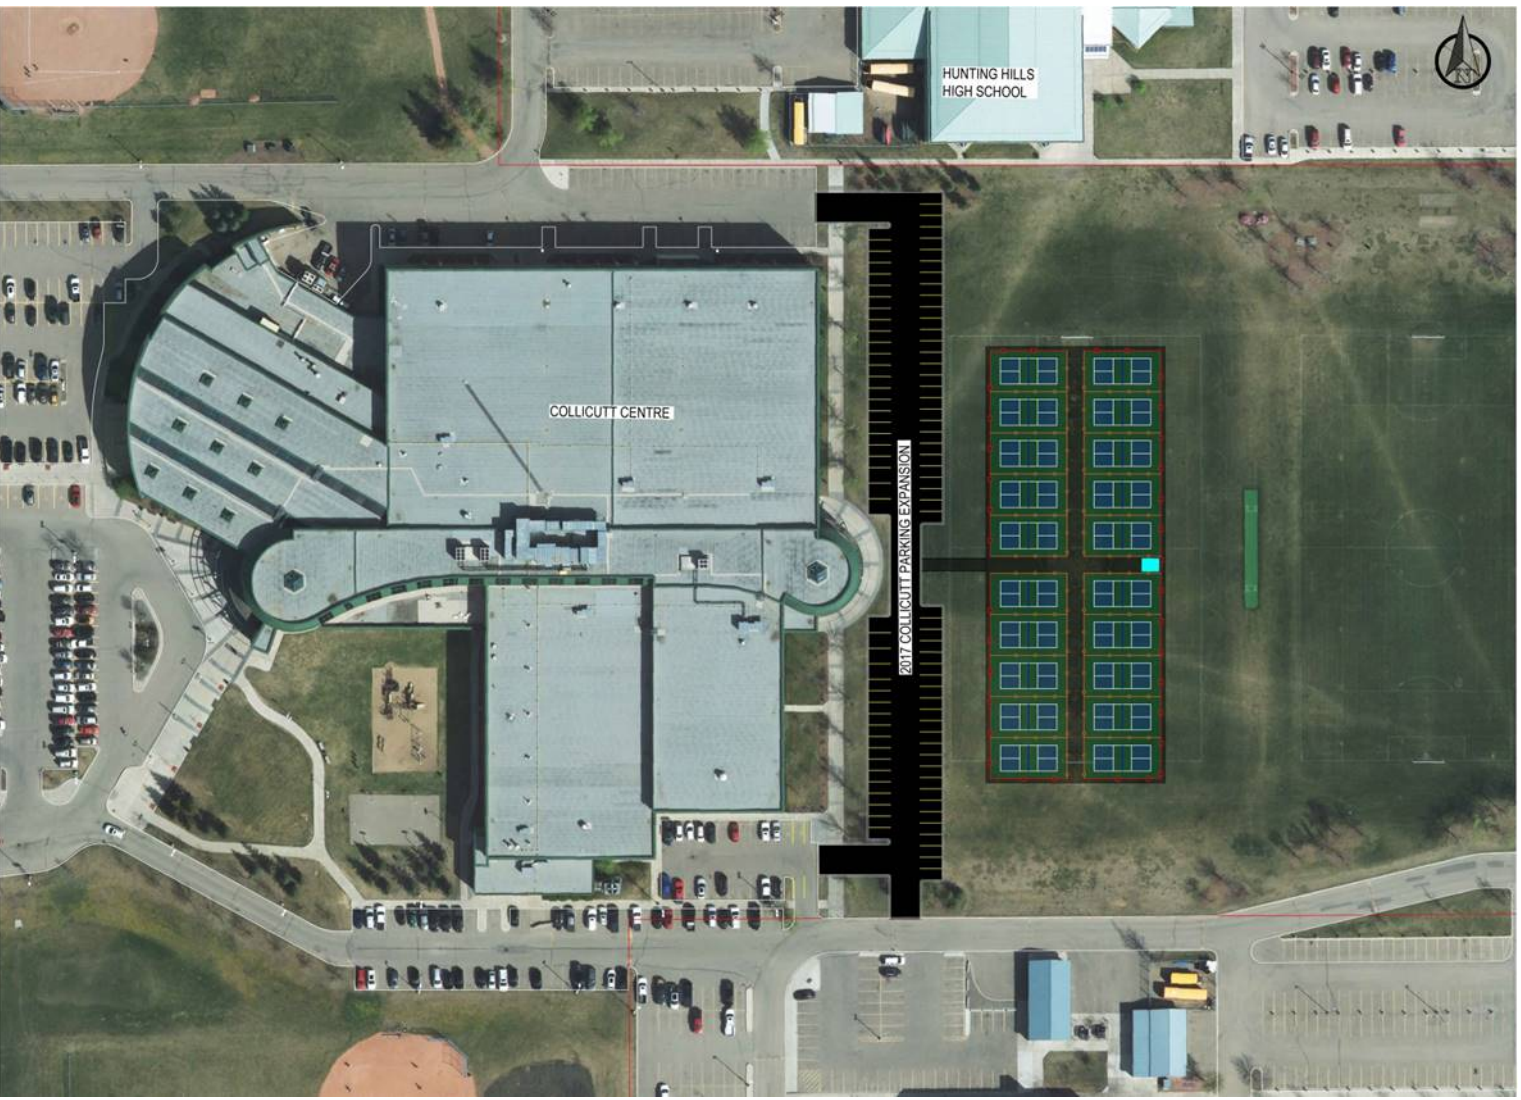 HUNTING HILLS
HIGH SCHOOL
COLLICUTT CENTRE
2017 COLLICUTT PARKING EXPANSION